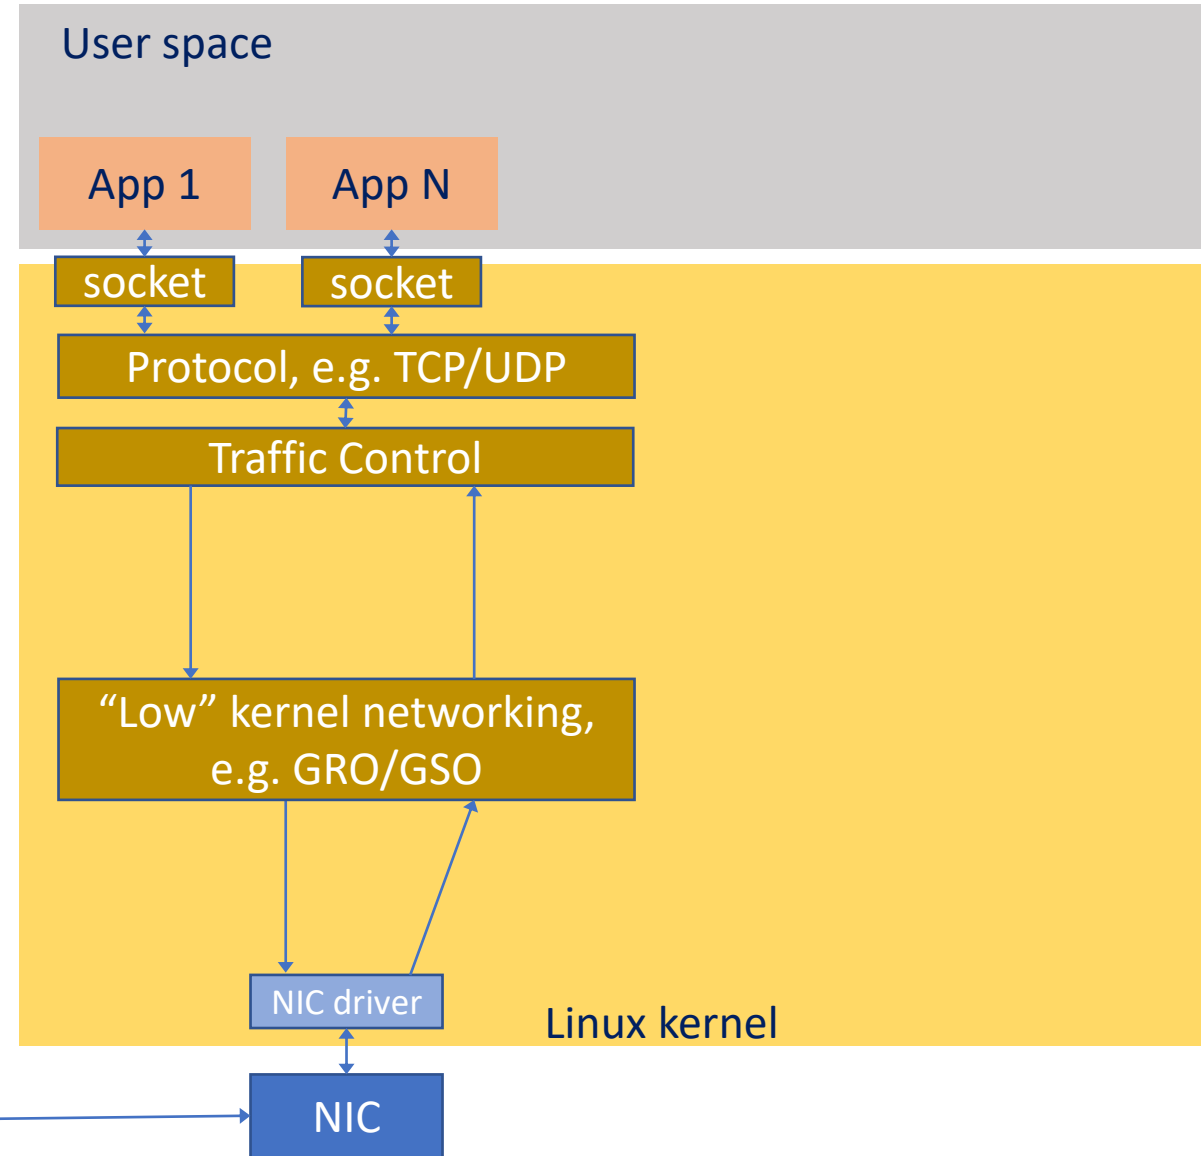 User space
App 1
App N
socket
socket
Protocol, e.g. TCP/UDP
Traffic Control
“Low” kernel networking,
e.g. GRO/GSO
NIC driver
Linux kernel
NIC